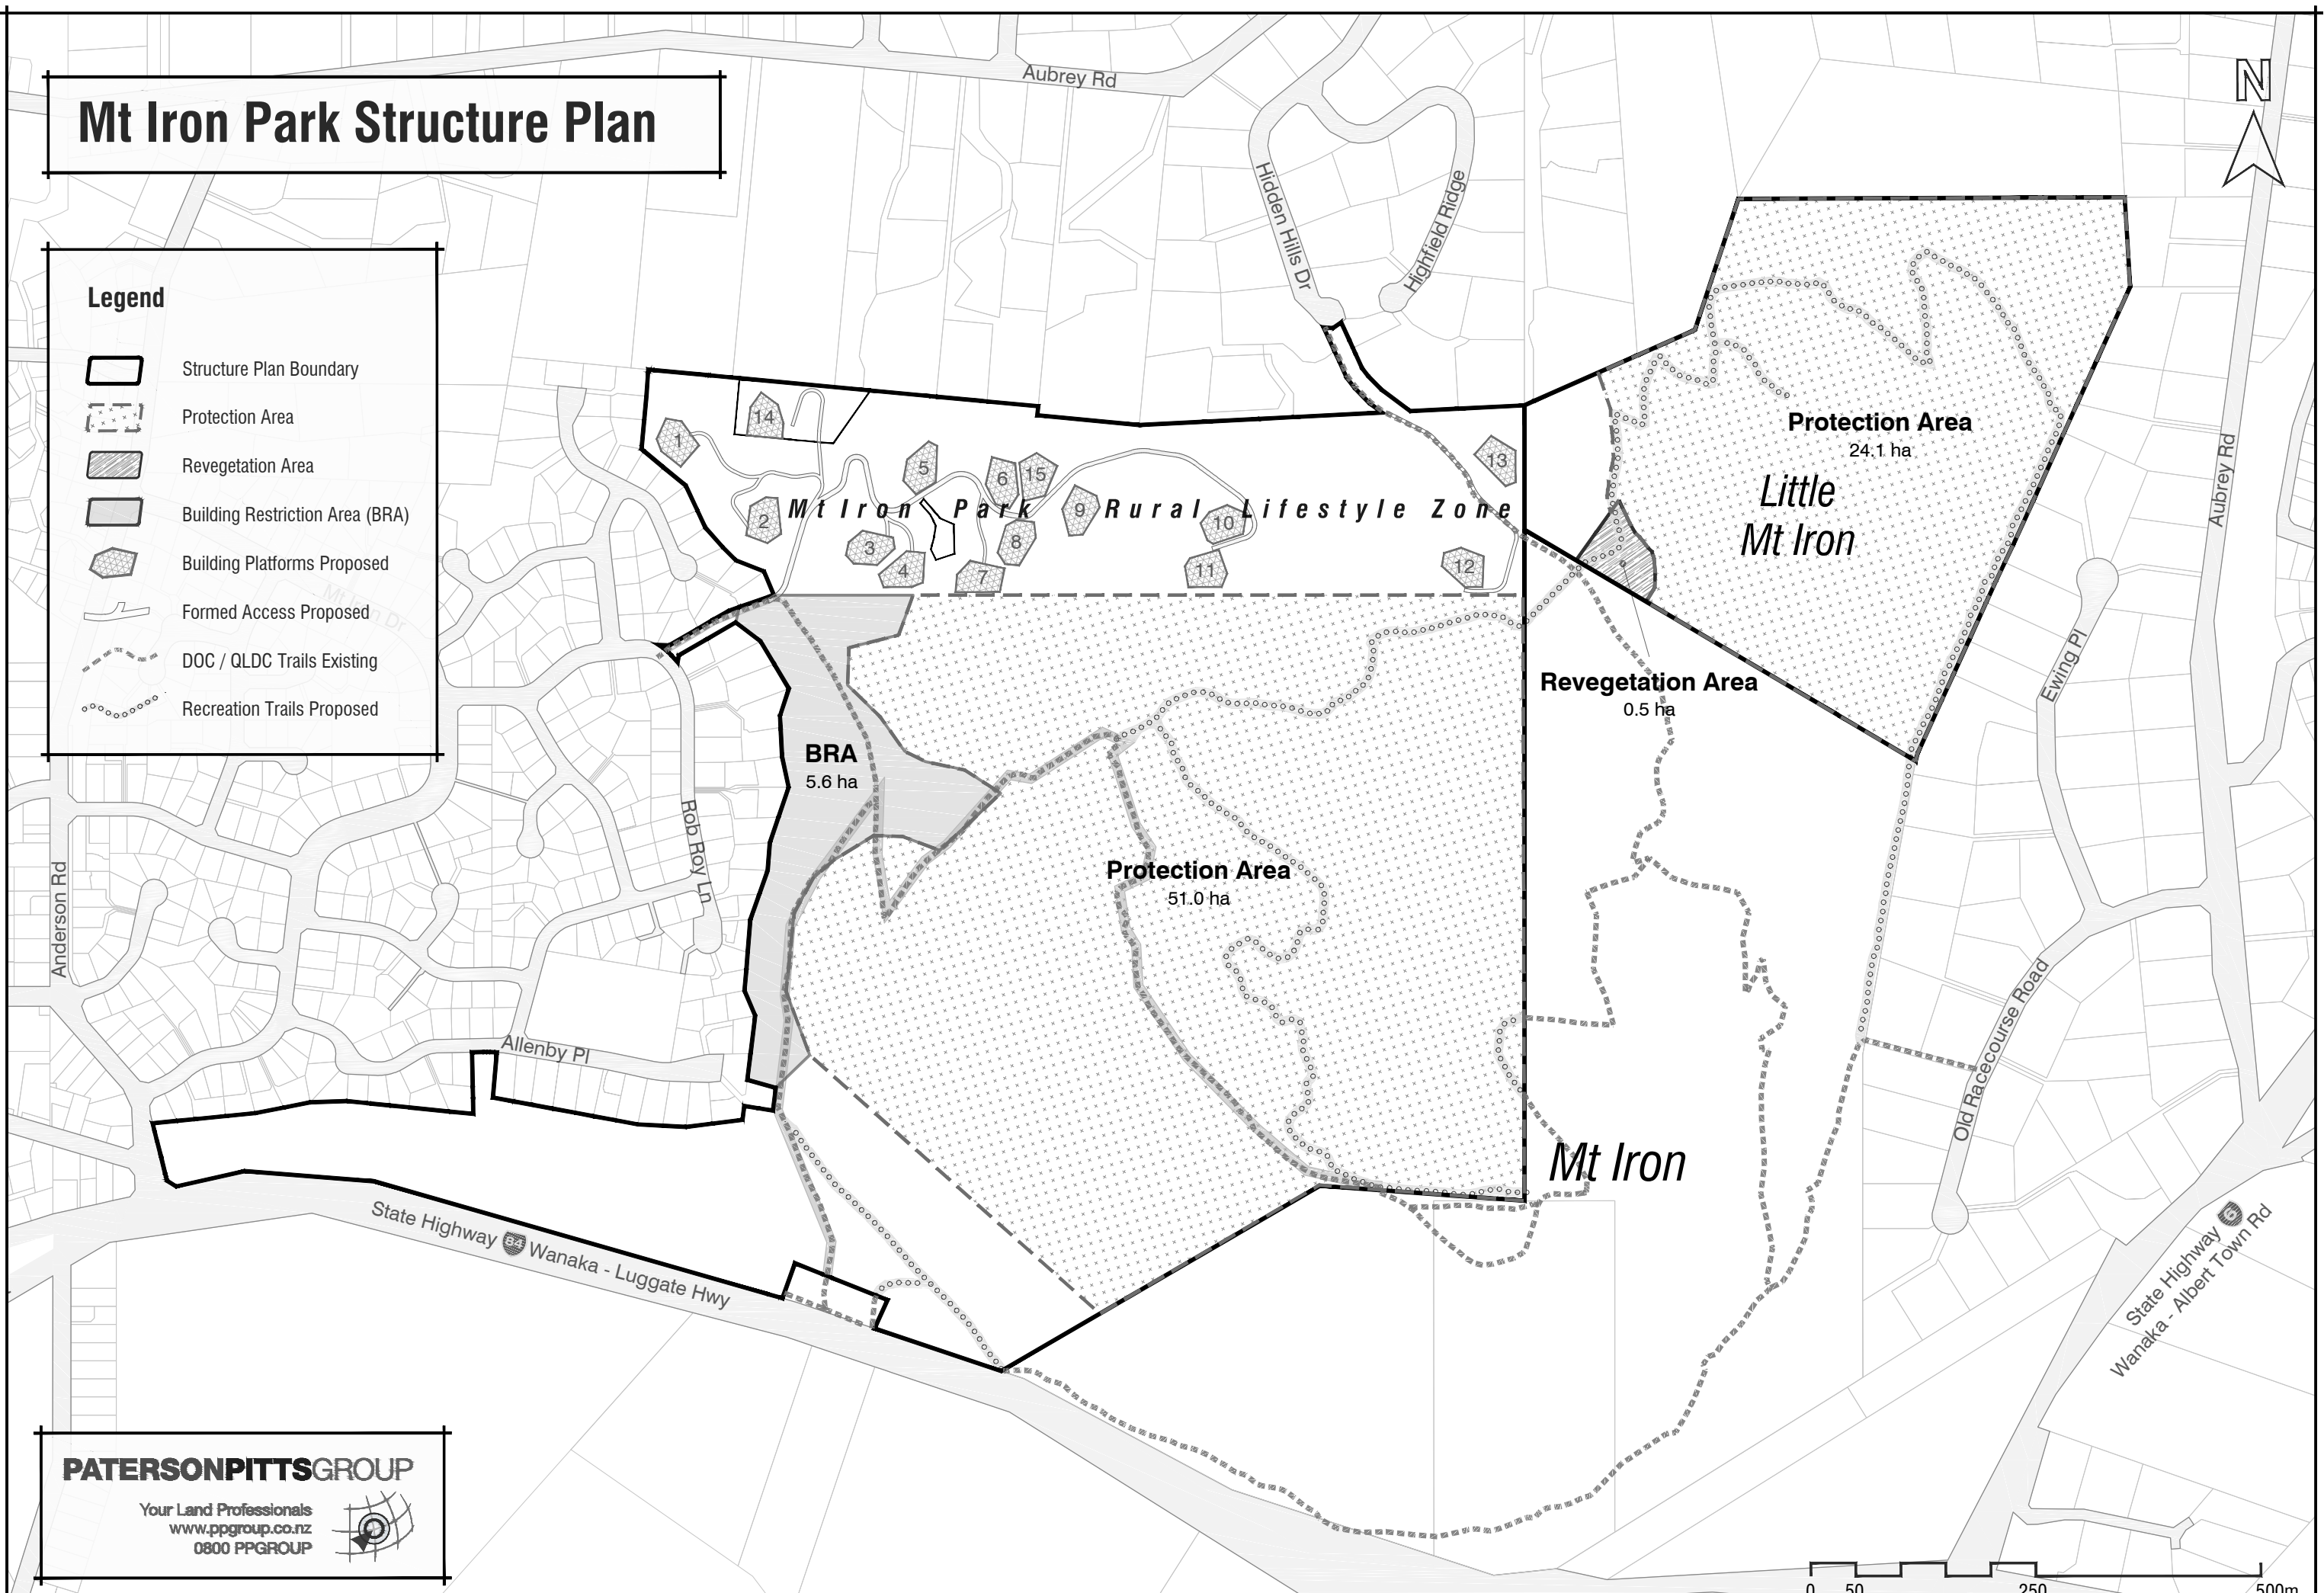 Aubrey Rd
N
Mt Iron Park Structure Plan
Hidden Hills Dr
Highfield Ridge
Legend
Structure Plan Boundary
Protection Area
Revegetation Area
Building Restriction Area (BRA)
Building Platforms Proposed
Formed Access Proposed
DOC / QLDC Trails Existing
Recreation Trails Proposed
Mt Iron Dr
14
1
5
6
15
13
2
Mt Iron Park Rural Lifestyle Zone
9
10
3
8
4
7
11
12
Protection Area
24.1 ha
Little
Mt Iron
Aubrey Rd
Revegetation Area
0.5 ha
Ewing Pl
BRA
5.6 ha
Rob Roy Ln
Anderson Rd
Protection Area
51.0 ha
Allenby Pl
Old Racecourse Road
Mt Iron
State Highway 84 Wanaka - Luggate Hwy
State Highway 6
Wanaka - Albert Town Rd
PATERSONPITTSGROUP
Your Land Professionals
www.ppgroup.co.nz
0800 PPGROUP
0 50 250 500m